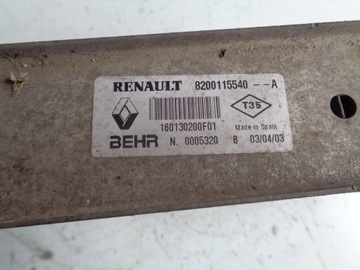 RENAULT 8200115540--A
T35
160130200F01 Made in Spain
BEHR N. 0005320 B 03/04/03